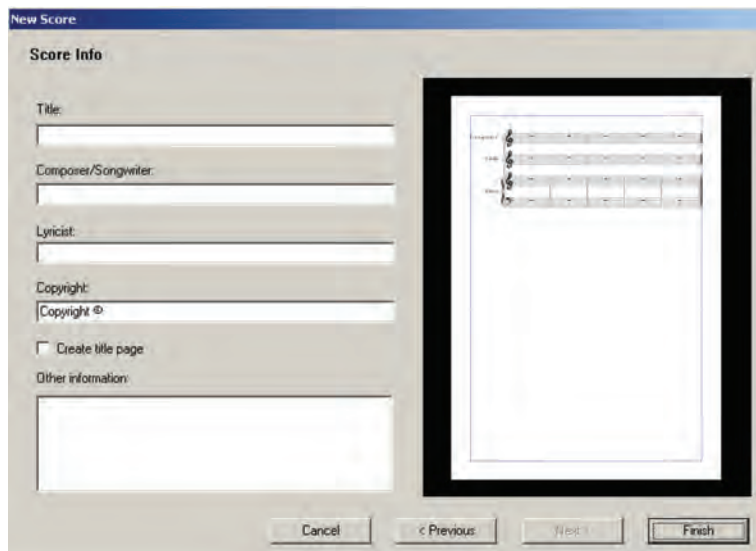 New Score
Score Info
Title:
Composer/Songwriter:
Lyricist:
Copyright:
Copyright ©
Create title page
Other information:
Cancel
< Previous
Next >
Finish